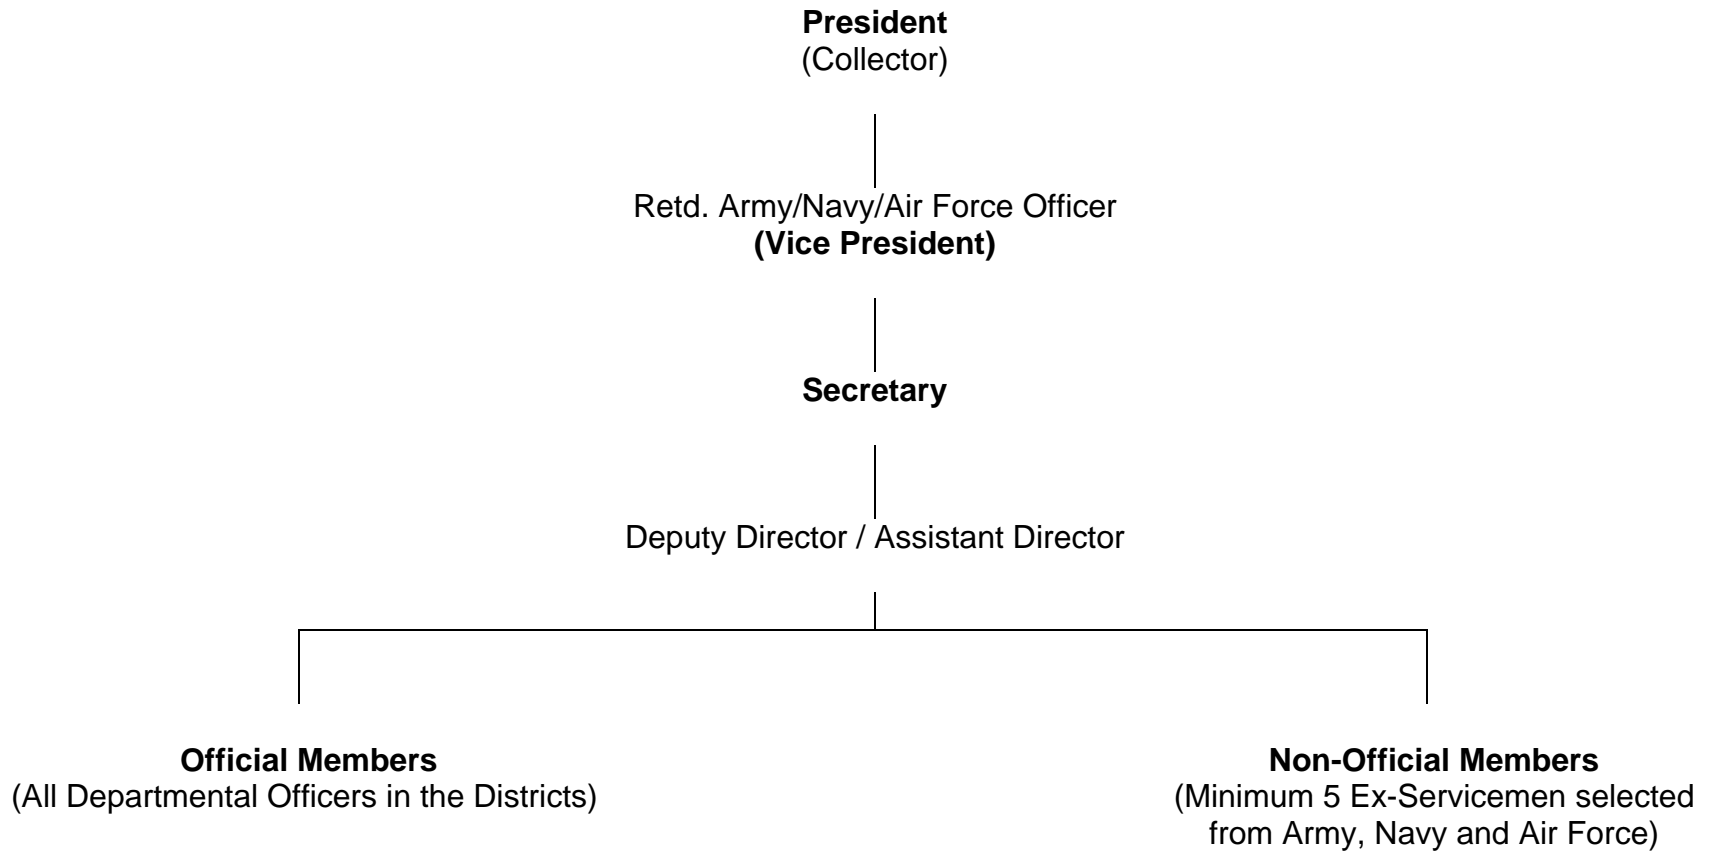 President
(Collector)
Retd. Army/Navy/Air Force Officer
(Vice President)
Secretary
Deputy Director / Assistant Director
Official Members
(All Departmental Officers in the Districts)
Non-Official Members
(Minimum 5 Ex-Servicemen selected
from Army, Navy and Air Force)